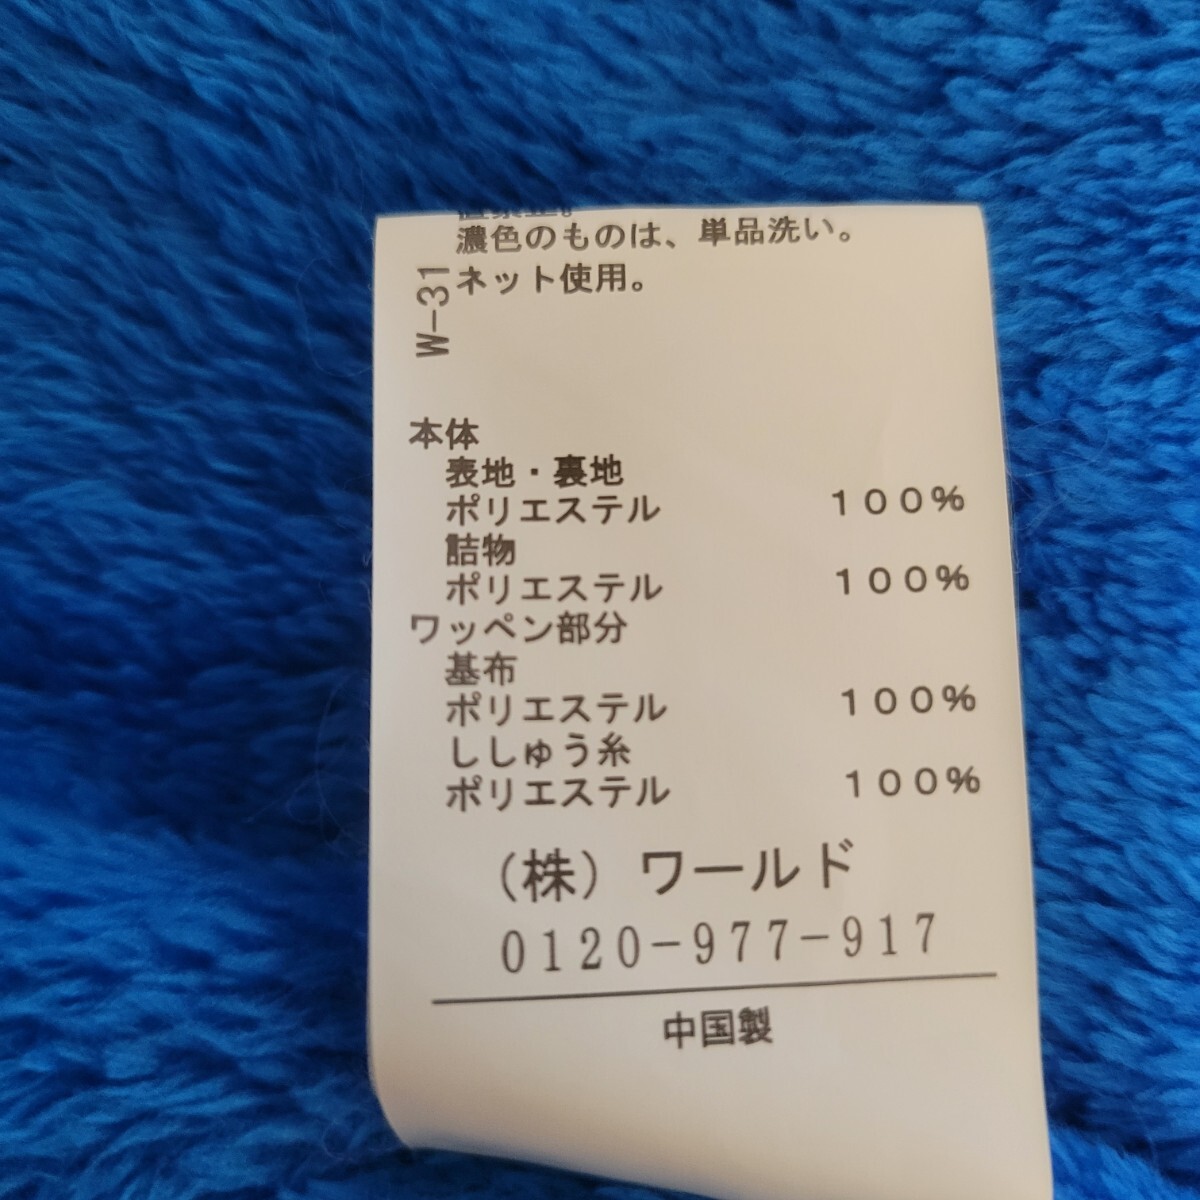 濃色のものは、単品洗い。
ネット使用。
W-31
本体
表地・裏地
ポリエステル 100%
詰物
ポリエステル 100%
ワッペン部分
基布
ポリエステル 100%
ししゅう糸
ポリエステル 100%
(株) ワールド
0120-977-917
中国製